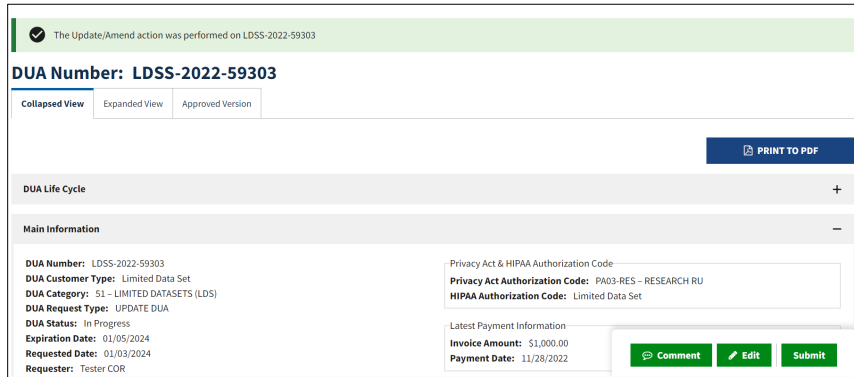 The Update/Amend action was performed on LDSS-2022-59303
DUA Number: LDSS-2022-59303
Collapsed View Expanded View Approved Version
PRINT TO PDF
DUA Life Cycle +
Main Information −
DUA Number: LDSS-2022-59303
DUA Customer Type: Limited Data Set
DUA Category: 51 – LIMITED DATASETS (LDS)
DUA Request Type: UPDATE DUA
DUA Status: In Progress
Expiration Date: 01/05/2024
Requested Date: 01/03/2024
Requester: Tester COR
Privacy Act & HIPAA Authorization Code
Privacy Act Authorization Code: PA03-RES – RESEARCH RU
HIPAA Authorization Code: Limited Data Set
Latest Payment Information
Invoice Amount: $1,000.00
Payment Date: 11/28/2022
Comment Edit Submit